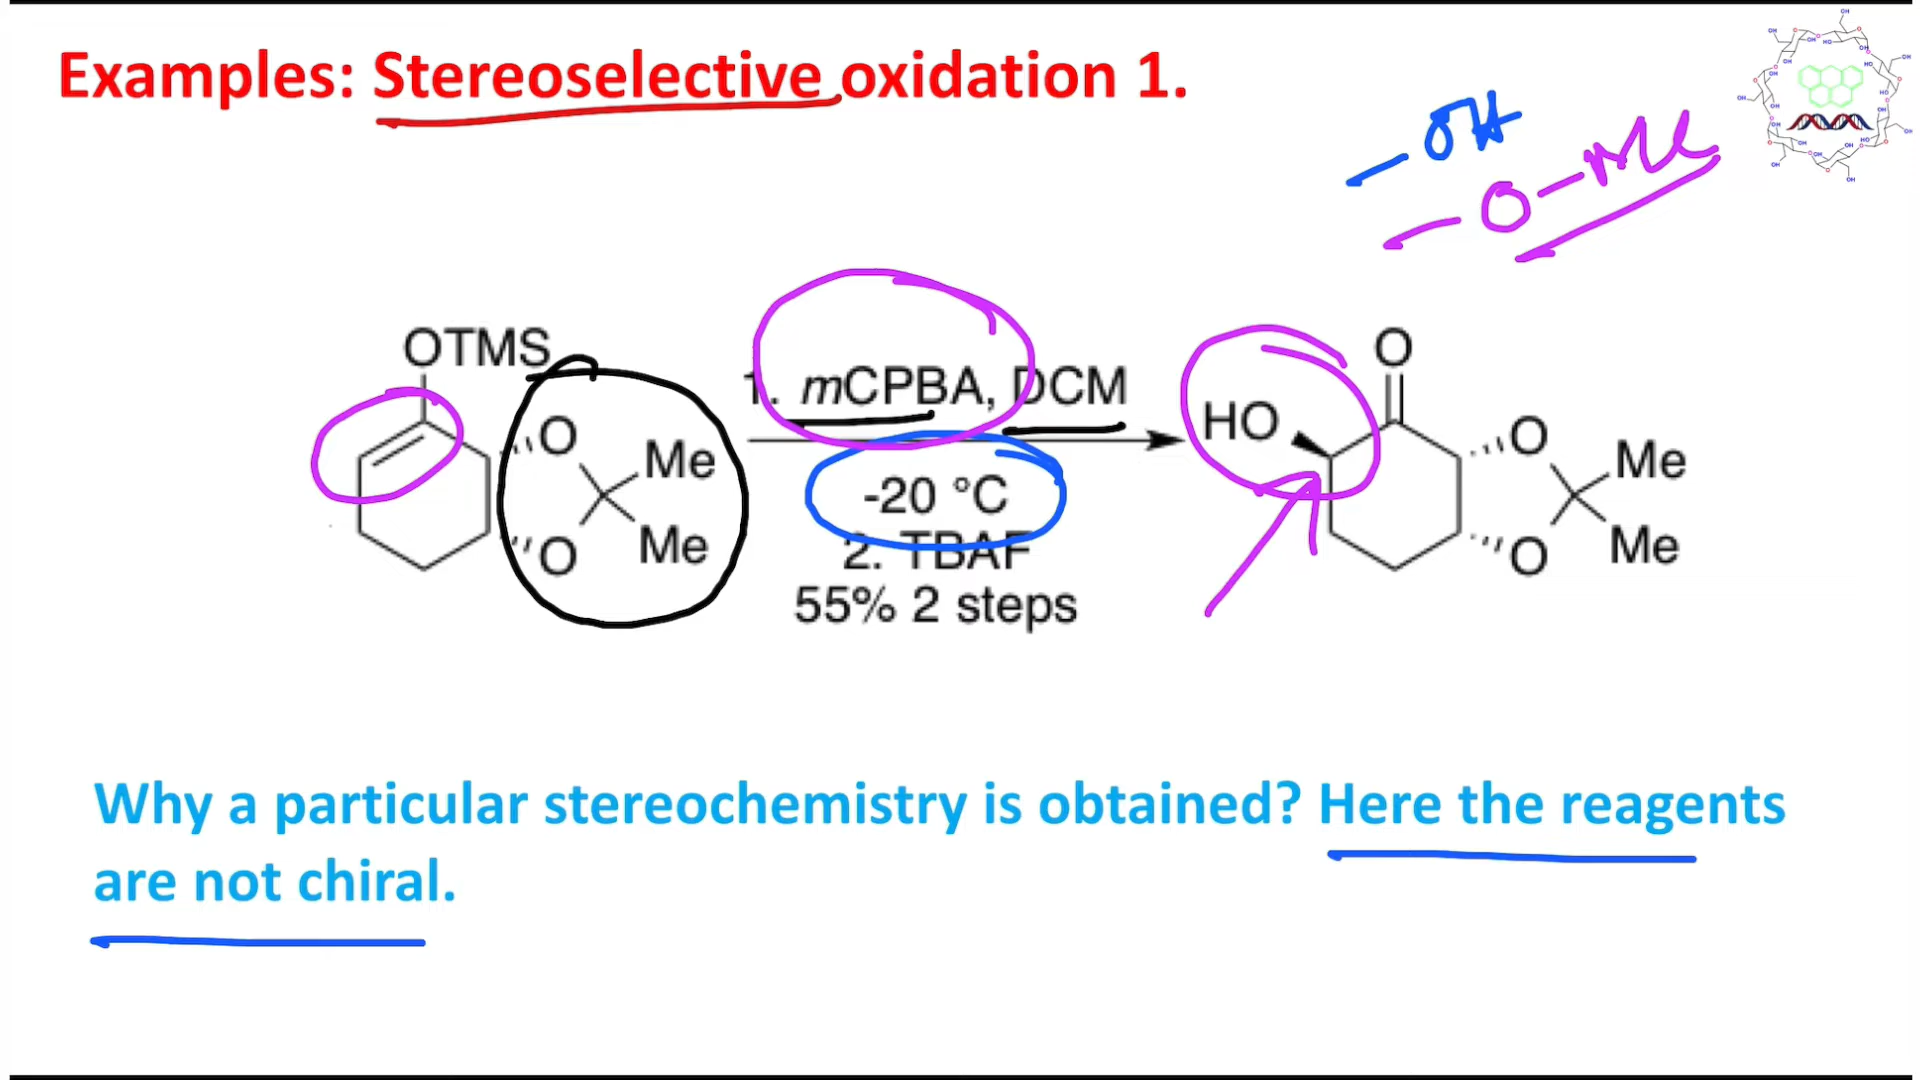 Examples: Stereoselective oxidation 1.
-OH
-O-Me
OTMS
O
Me
Me
''O
1. mCPBA, DCM
-20 °C
2. TBAF
55% 2 steps
O
HO
O
Me
Me
''O
Why a particular stereochemistry is obtained? Here the reagents
are not chiral.